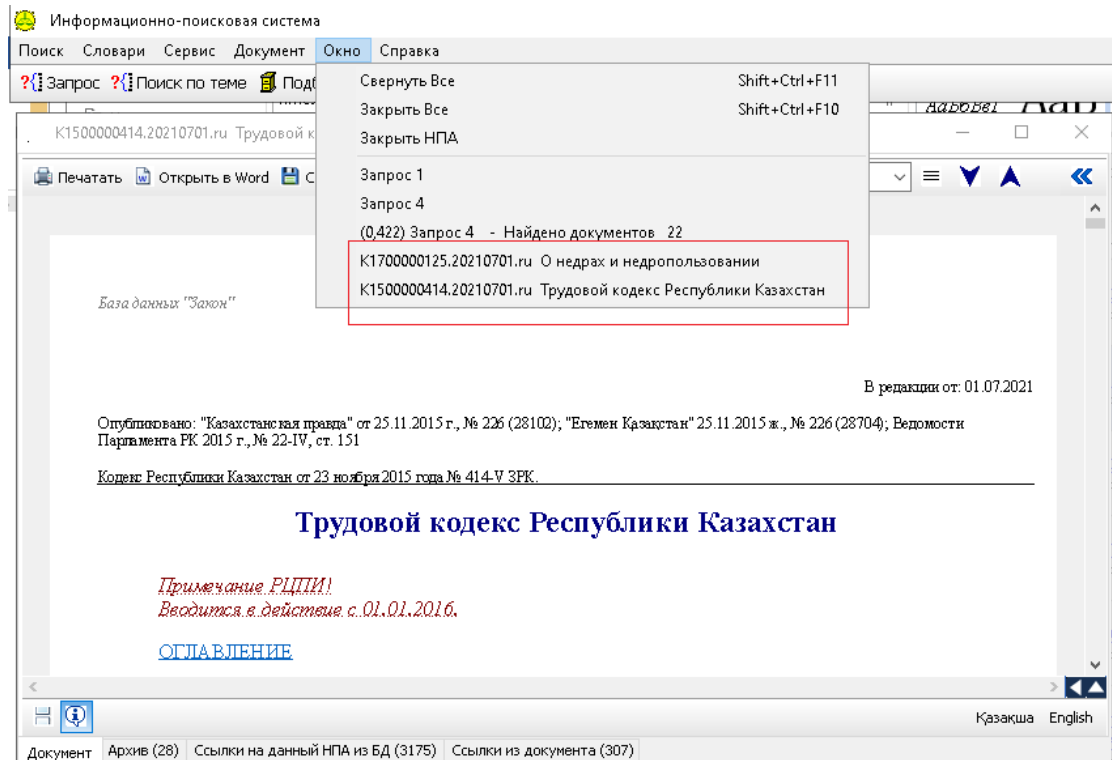 Информационно-поисковая система
Поиск Словари Сервис Документ Окно Справка
?{ Запрос ?{ Поиск по теме
Свернуть Все Shift+Ctrl+F11
Закрыть Все Shift+Ctrl+F10
Закрыть НПА
K1500000414.20210701.ru Трудовой
Печатать Открыть в Word
Запрос 1
Запрос 4
(0,422) Запрос 4 - Найдено документов 22
K1700000125.20210701.ru О недрах и недропользовании
K1500000414.20210701.ru Трудовой кодекс Республики Казахстан
База данных "Закон"
В редакции от: 01.07.2021
Опубликовано: "Казахстанская правда" от 25.11.2015 г., № 226 (28102); "Егемен Қазақстан" 25.11.2015 ж., № 226 (28704); Ведомости
Парламента РК 2015 г., № 22-IV, ст. 151
Кодекс Республики Казахстан от 23 ноября 2015 года № 414-V ЗРК.
Трудовой кодекс Республики Казахстан
Примечание РЦПИ!
Вводится в действие с 01.01.2016.
ОГЛАВЛЕНИЕ
Қазақша English
Документ Архив (28) Ссылки на данный НПА из БД (3175) Ссылки из документа (307)